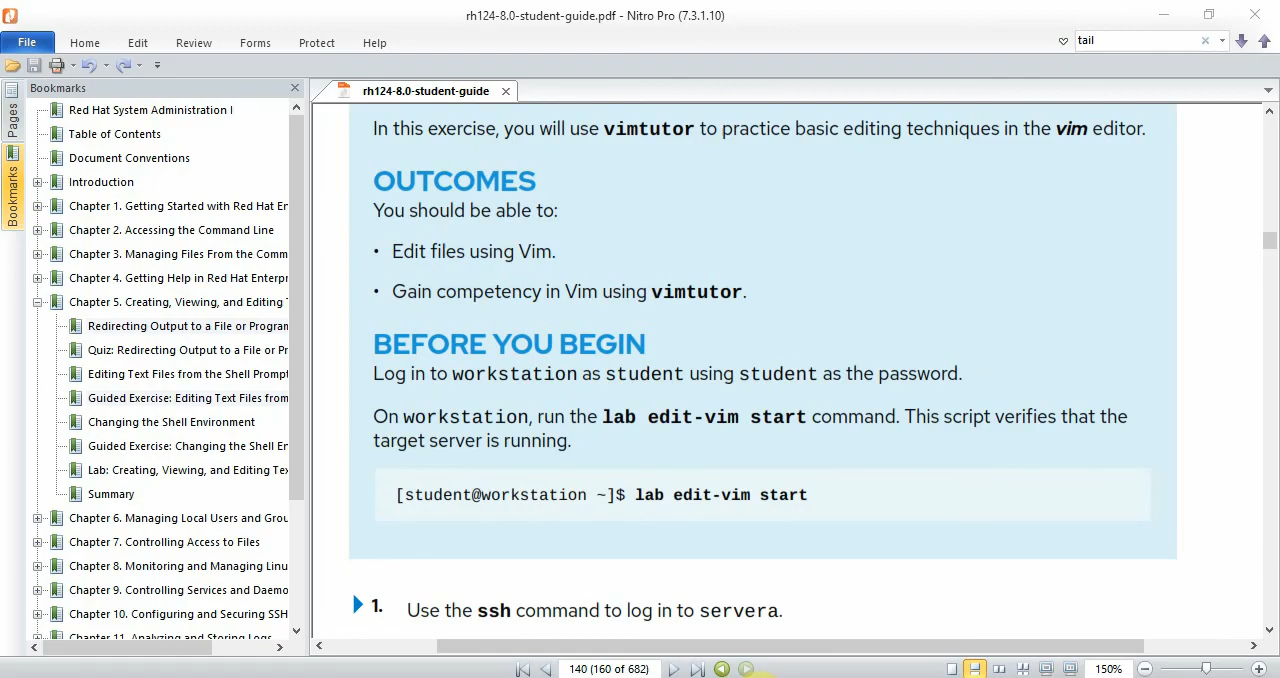 rh124-8.0-student-guide.pdf - Nitro Pro (7.3.1.10)
File Home Edit Review Forms Protect Help
tail
Bookmarks
rh124-8.0-student-guide
Pages
Bookmarks
Red Hat System Administration I
Table of Contents
Document Conventions
Introduction
Chapter 1. Getting Started with Red Hat En
Chapter 2. Accessing the Command Line
Chapter 3. Managing Files From the Comm
Chapter 4. Getting Help in Red Hat Enterpr
Chapter 5. Creating, Viewing, and Editing T
Redirecting Output to a File or Program
Quiz: Redirecting Output to a File or Pr
Editing Text Files from the Shell Prompt
Guided Exercise: Editing Text Files from
Changing the Shell Environment
Guided Exercise: Changing the Shell En
Lab: Creating, Viewing, and Editing Tex
Summary
Chapter 6. Managing Local Users and Grou
Chapter 7. Controlling Access to Files
Chapter 8. Monitoring and Managing Linu
Chapter 9. Controlling Services and Daemo
Chapter 10. Configuring and Securing SSH
Chapter 11. Analyzing and Storing Logs
In this exercise, you will use vimtutor to practice basic editing techniques in the vim editor.
OUTCOMES
You should be able to:
• Edit files using Vim.
• Gain competency in Vim using vimtutor.
BEFORE YOU BEGIN
Log in to workstation as student using student as the password.
On workstation, run the lab edit-vim start command. This script verifies that the
target server is running.
[student@workstation ~]$ lab edit-vim start
1. Use the ssh command to log in to servera.
140 (160 of 682)
150%